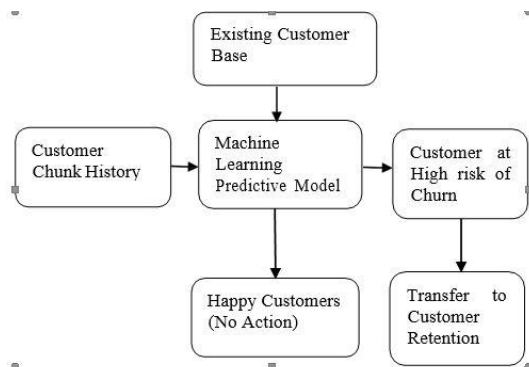 Existing Customer
Base
Customer
Chunk History
Machine
Learning
Predictive Model
Customer at
High risk of
Churn
Happy Customers
(No Action)
Transfer to
Customer
Retention